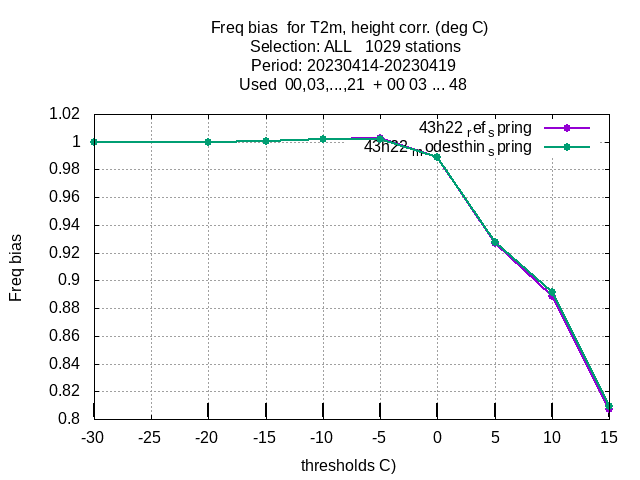 Freq bias  for T2m, height corr. (deg C)
Selection: ALL   1029 stations
Period: 20230414-20230419
Used  00,03,...,21  + 00 03 ... 48
43h22_ref_spring
43h22_modesthin_spring
1.02
1
0.98
0.96
0.94
0.92
0.9
0.88
0.86
0.84
0.82
0.8
Freq bias
-30 -25 -20 -15 -10 -5 0 5 10 15
thresholds C)